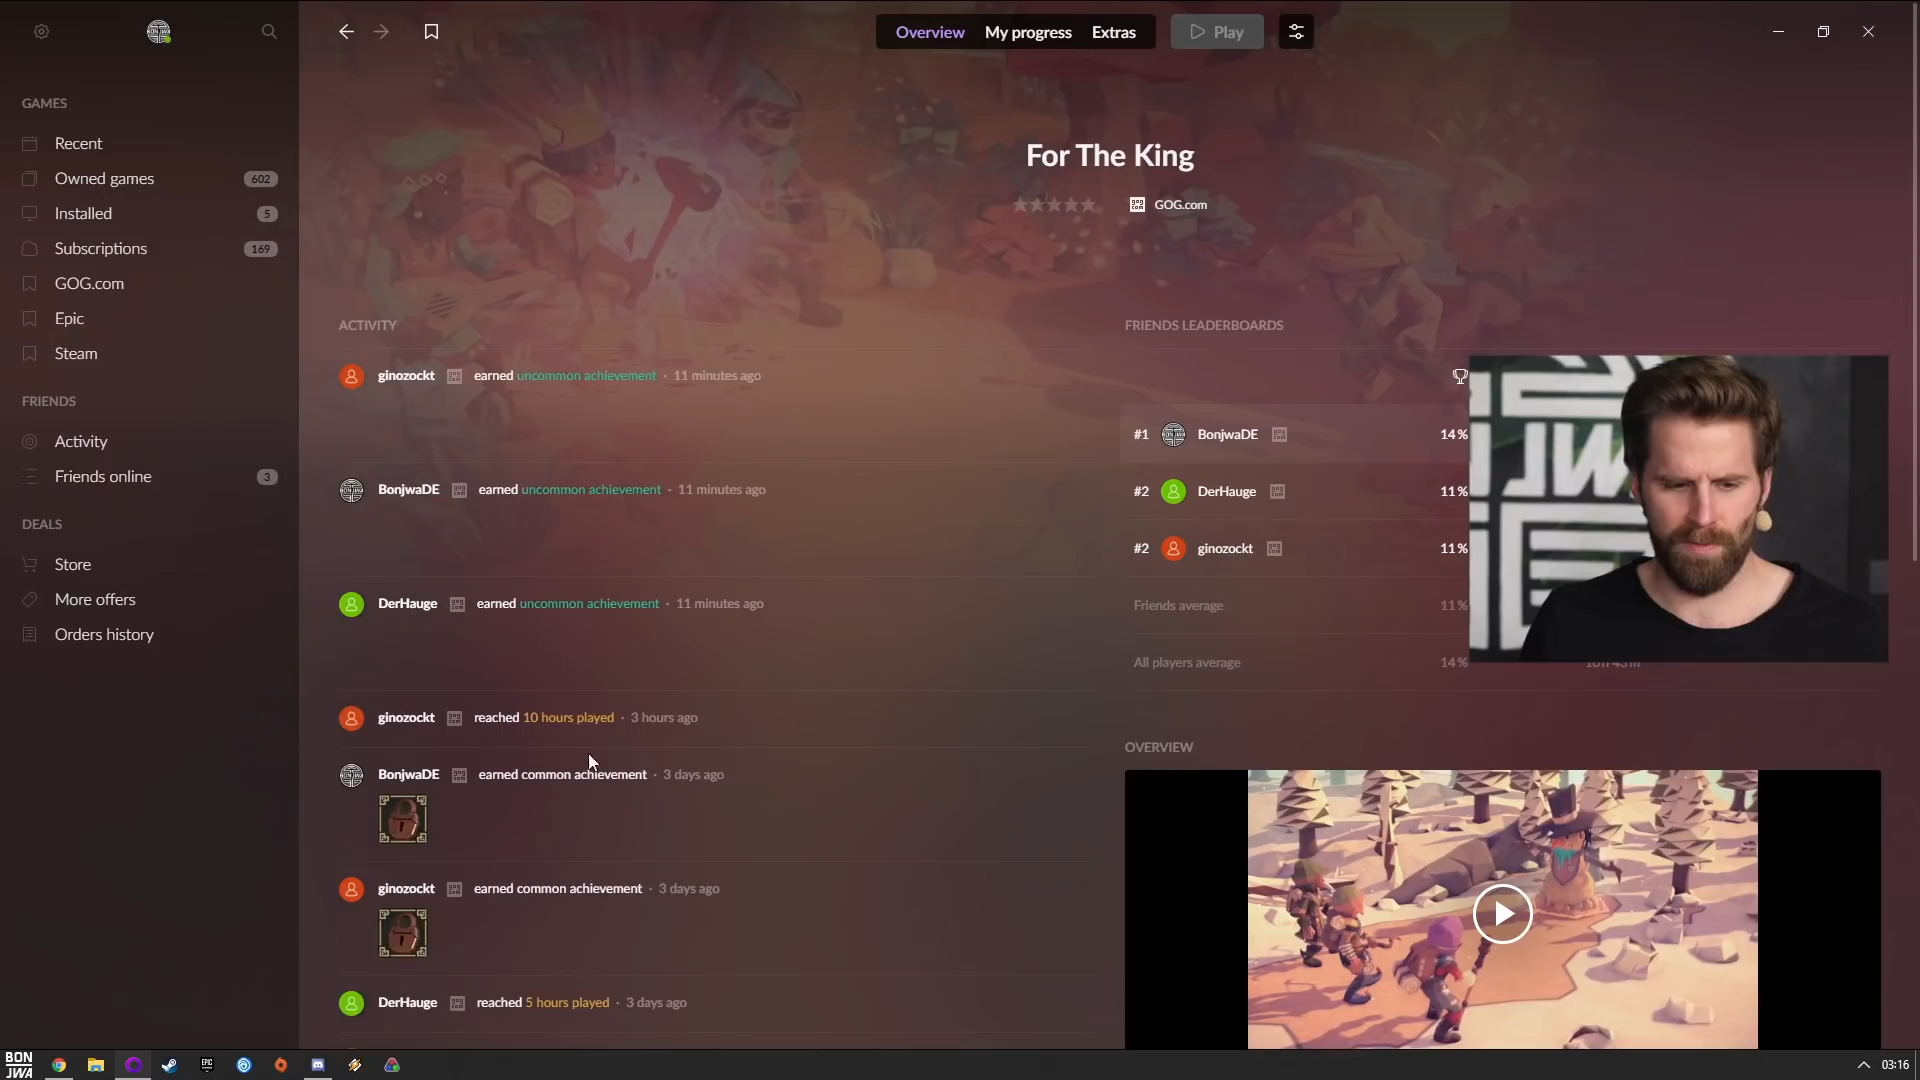 Overview My progress Extras Play
GAMES
Recent
Owned games 602
Installed 5
Subscriptions 169
GOG.com
Epic
Steam
FRIENDS
Activity
Friends online 3
DEALS
Store
More offers
Orders history
For The King
GOG.com
ACTIVITY
ginozockt earned uncommon achievement · 11 minutes ago
BonjwaDE earned uncommon achievement · 11 minutes ago
DerHauge earned uncommon achievement · 11 minutes ago
ginozockt reached 10 hours played · 3 hours ago
BonjwaDE earned common achievement · 3 days ago
ginozockt earned common achievement · 3 days ago
DerHauge reached 5 hours played · 3 days ago
FRIENDS LEADERBOARDS
#1 BonjwaDE 14%
#2 DerHauge 11%
#2 ginozockt 11%
Friends average 11%
All players average 14%
OVERVIEW
BON
JWA
EPIC
03:16